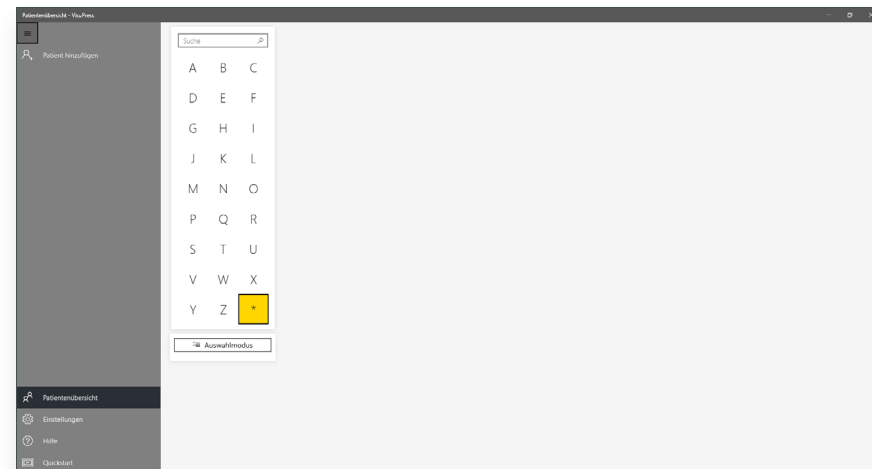 Patientenübersicht - VisuPress
Patient hinzufügen
Suche
A B C
D E F
G H I
J K L
M N O
P Q R
S T U
V W X
Y Z *
Auswahlmodus
Patientenübersicht
Einstellungen
Hilfe
Quickstart